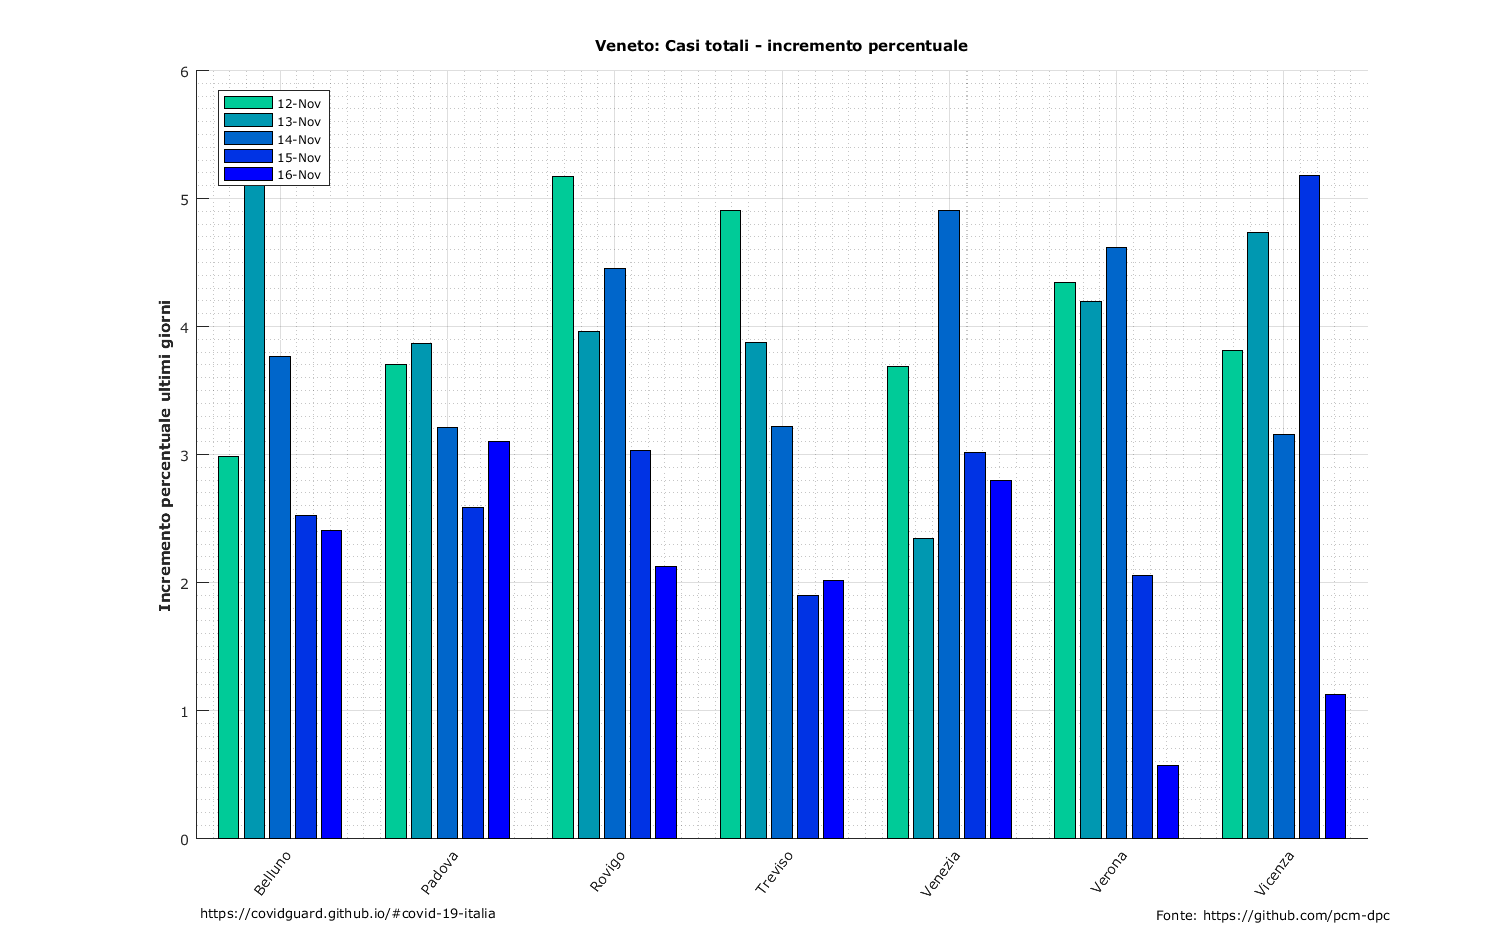 Veneto: Casi totali - incremento percentuale
Incremento percentuale ultimi giorni
6
5
4
3
2
1
0
12-Nov
13-Nov
14-Nov
15-Nov
16-Nov
Belluno
Padova
Rovigo
Treviso
Venezia
Verona
Vicenza
https://covidguard.github.io/#covid-19-italia
Fonte: https://github.com/pcm-dpc